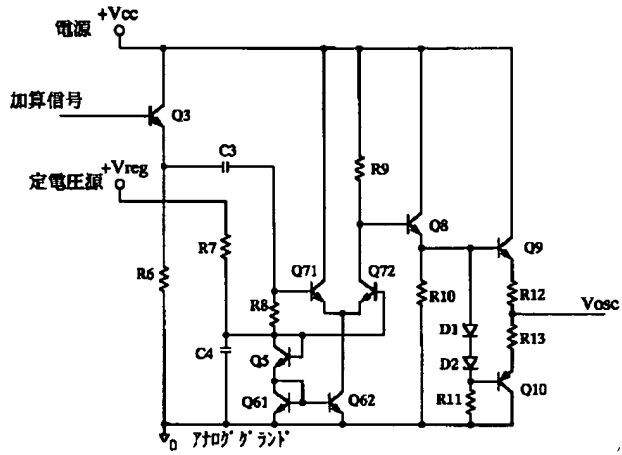 電源 +Vcc
加算信号
Q3
C3
定電圧源 +Vreg
R9
Q8
Q9
R7
R6
Q71
Q72
R8
R10
R12
Vosc
D1
R13
C4
Q5
D2
Q61
Q62
R11
Q10
0 アナロググランド